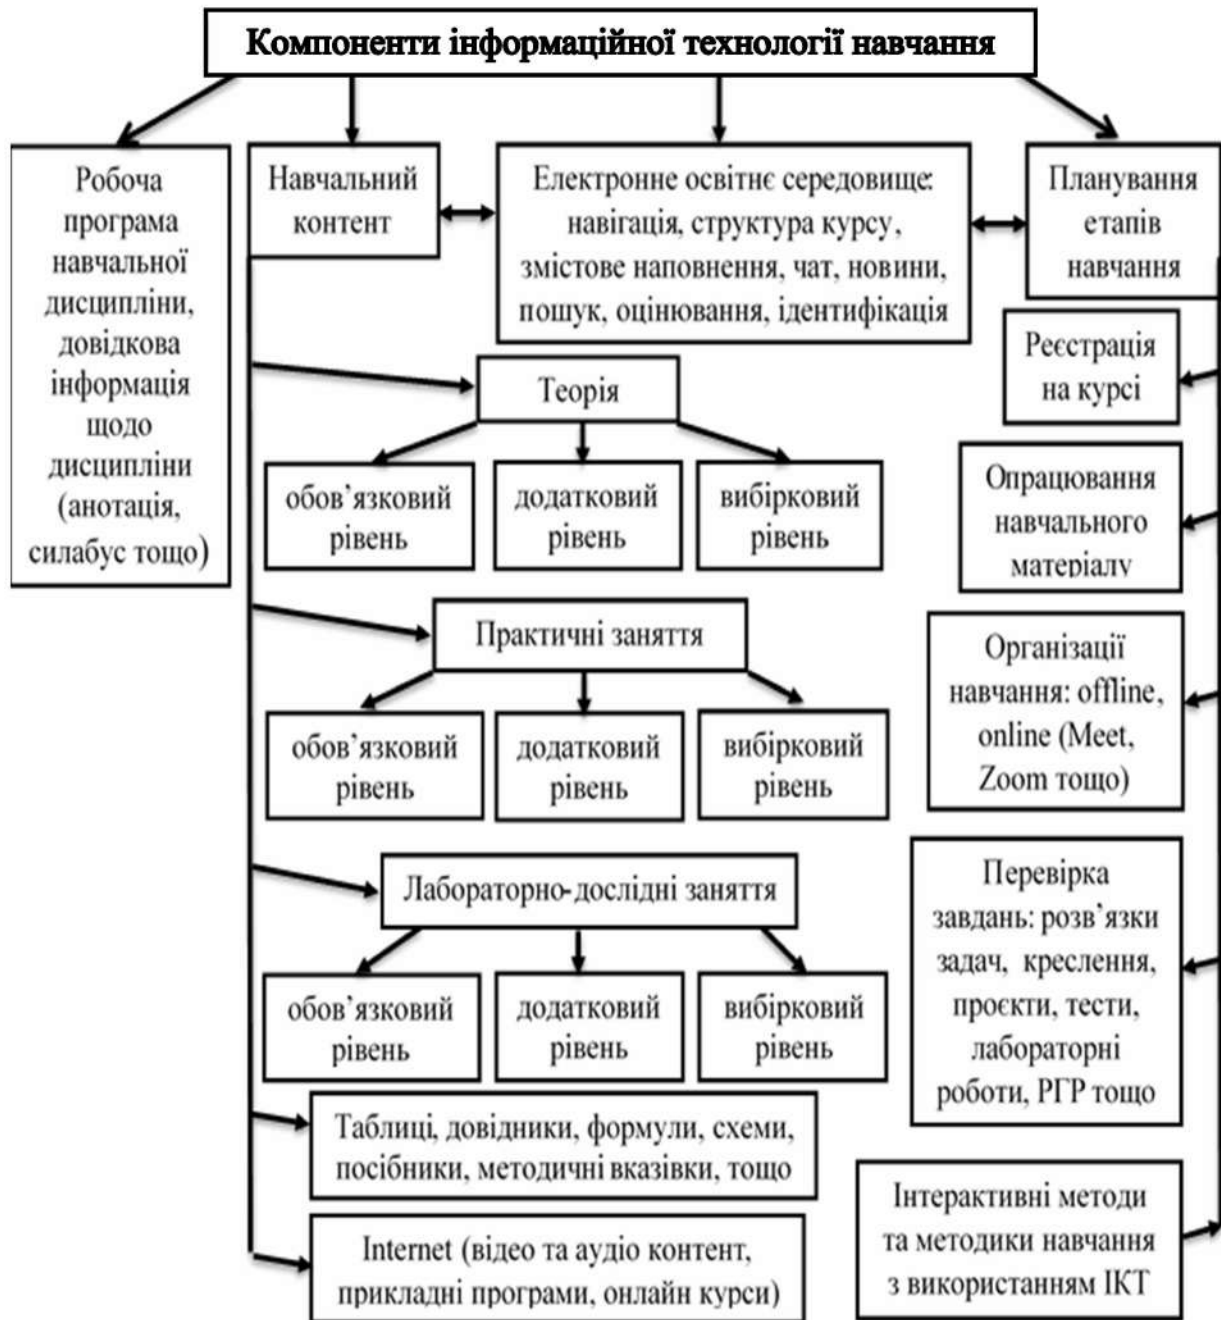 Компоненти інформаційної технології навчання
Робоча
програма
навчальної
дисципліни,
довідкова
інформація
щодо
дисципліни
(анотація,
силабус тощо)
Навчальний
контент
Електронне освітнє середовище:
навігація, структура курсу,
змістове наповнення, чат, новини,
пошук, оцінювання, ідентифікація
Планування
етапів
навчання
Теорія
обов’язковий
рівень
додатковий
рівень
вибірковий
рівень
Практичні заняття
обов’язковий
рівень
додатковий
рівень
вибірковий
рівень
Лабораторно-дослідні заняття
обов’язковий
рівень
додатковий
рівень
вибірковий
рівень
Таблиці, довідники, формули, схеми,
посібники, методичні вказівки, тощо
Internet (відео та аудіо контент,
прикладні програми, онлайн курси)
Реєстрація
на курсі
Опрацювання
навчального
матеріалу
Організації
навчання: offline,
online (Meet,
Zoom тощо)
Перевірка
завдань: розв’язки
задач, креслення,
проєкти, тести,
лабораторні
роботи, РГР тощо
Інтерактивні методи
та методики навчання
з використанням ІКТ